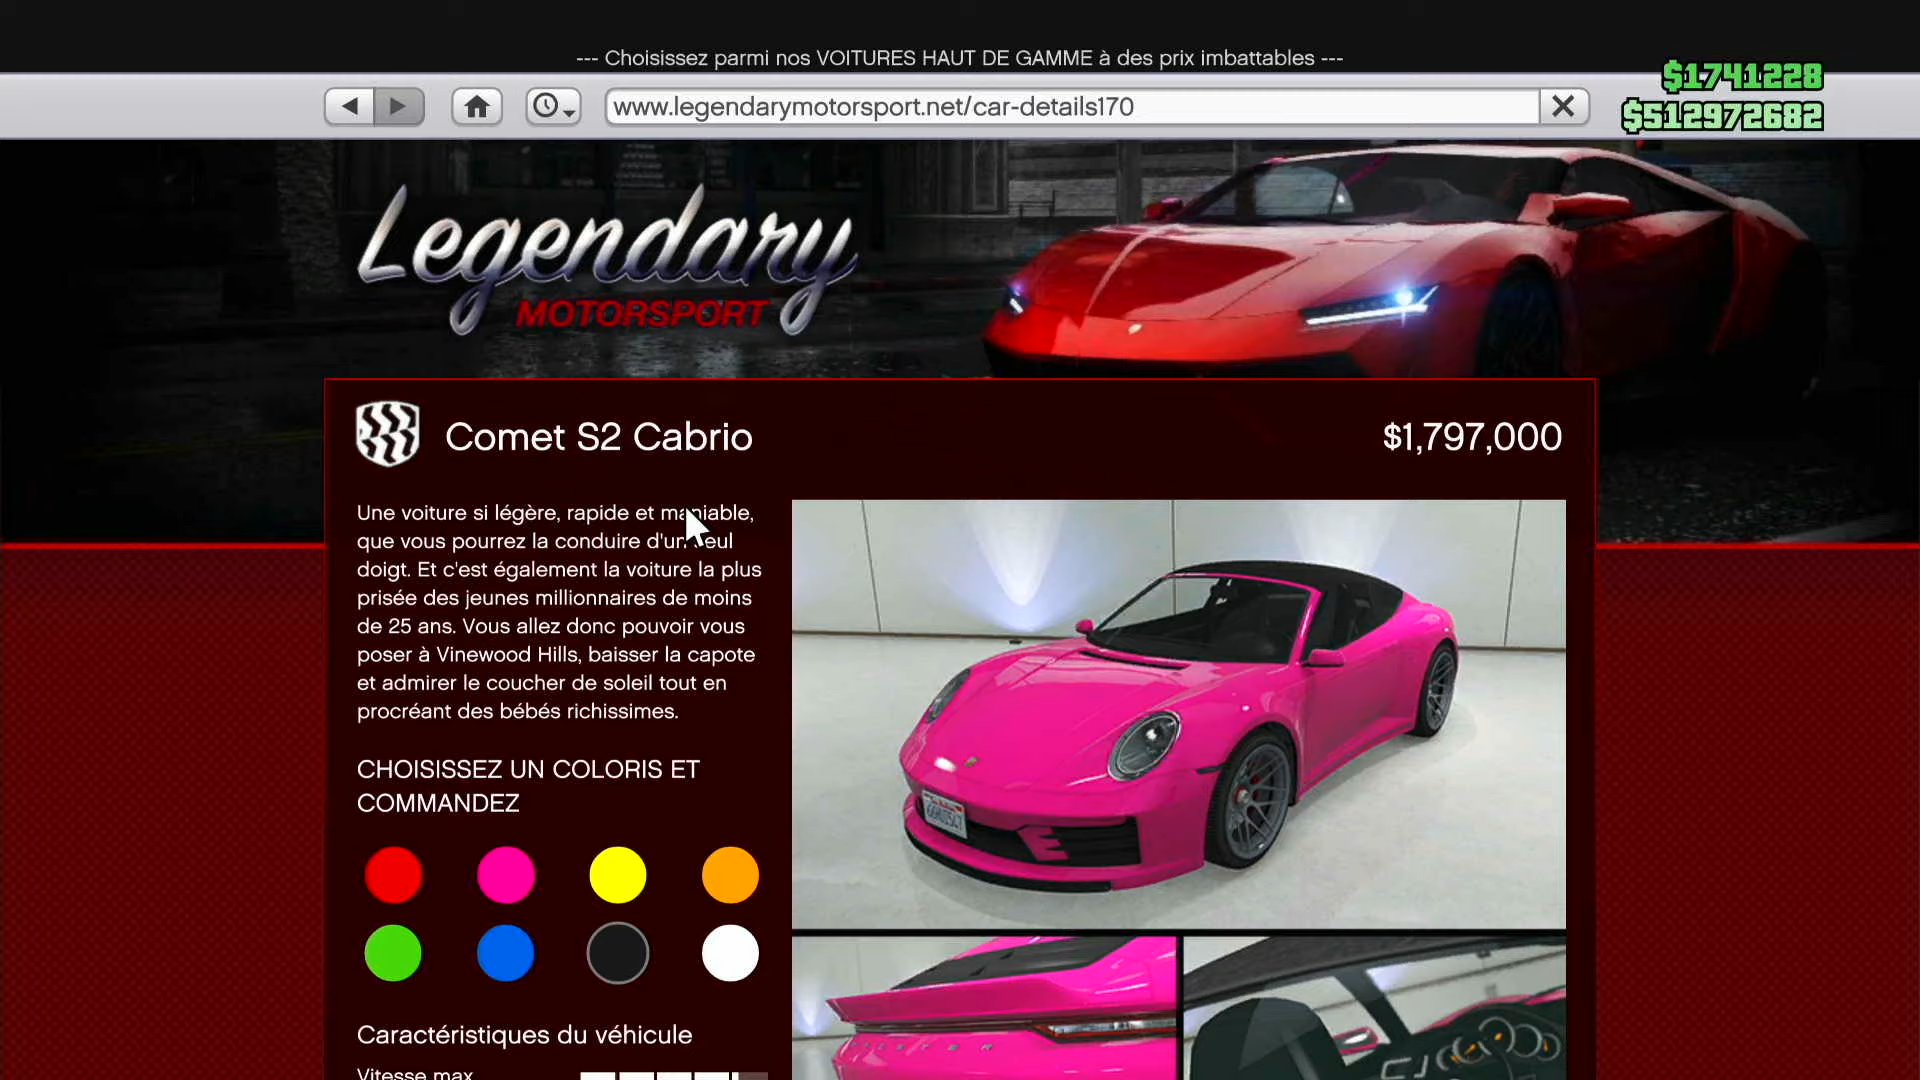 --- Choisissez parmi nos VOITURES HAUT DE GAMME à des prix imbattables ---
$1741228
www.legendarymotorsport.net/car-details170
$512972682
Legendary
MOTORSPORT
Comet S2 Cabrio
$1,797,000
Une voiture si légère, rapide et maniable,
que vous pourrez la conduire d'un seul
doigt. Et c'est également la voiture la plus
prisée des jeunes millionnaires de moins
de 25 ans. Vous allez donc pouvoir vous
poser à Vinewood Hills, baisser la capote
et admirer le coucher de soleil tout en
procréant des bébés richissimes.
CHOISISSEZ UN COLORIS ET
COMMANDEZ
Caractéristiques du véhicule
Vitesse max